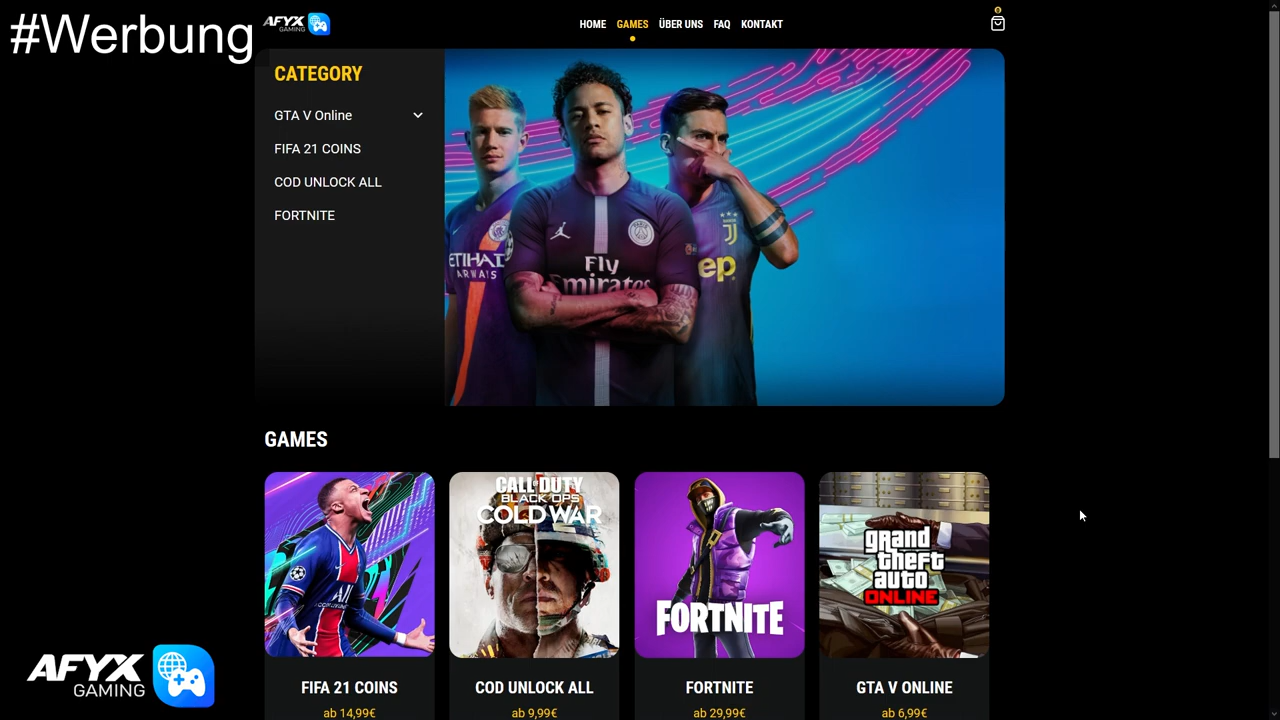 #Werbung
AFYX
GAMING
HOME GAMES ÜBER UNS FAQ KONTAKT
0
CATEGORY
GTA V Online
FIFA 21 COINS
COD UNLOCK ALL
FORTNITE
ETIHAD
AIRWAYS
Fly
Emirates
Jeep
GAMES
CALL OF DUTY
BLACK OPS
COLD WAR
FORTNITE
grand
theft
auto
ONLINE
FIFA 21 COINS
ab 14,99€
COD UNLOCK ALL
ab 9,99€
FORTNITE
ab 29,99€
GTA V ONLINE
ab 6,99€
AFYX
GAMING